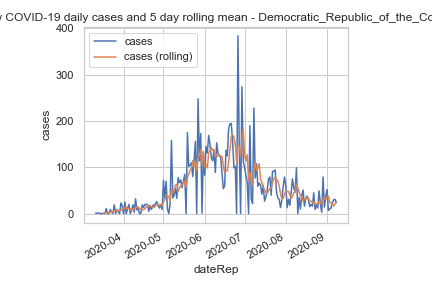 COVID-19 daily cases and 5 day rolling mean - Democratic_Republic_of_the_Co
cases
cases (rolling)
cases
400
300
200
100
0
2020-04
2020-05
2020-06
2020-07
2020-08
2020-09
dateRep